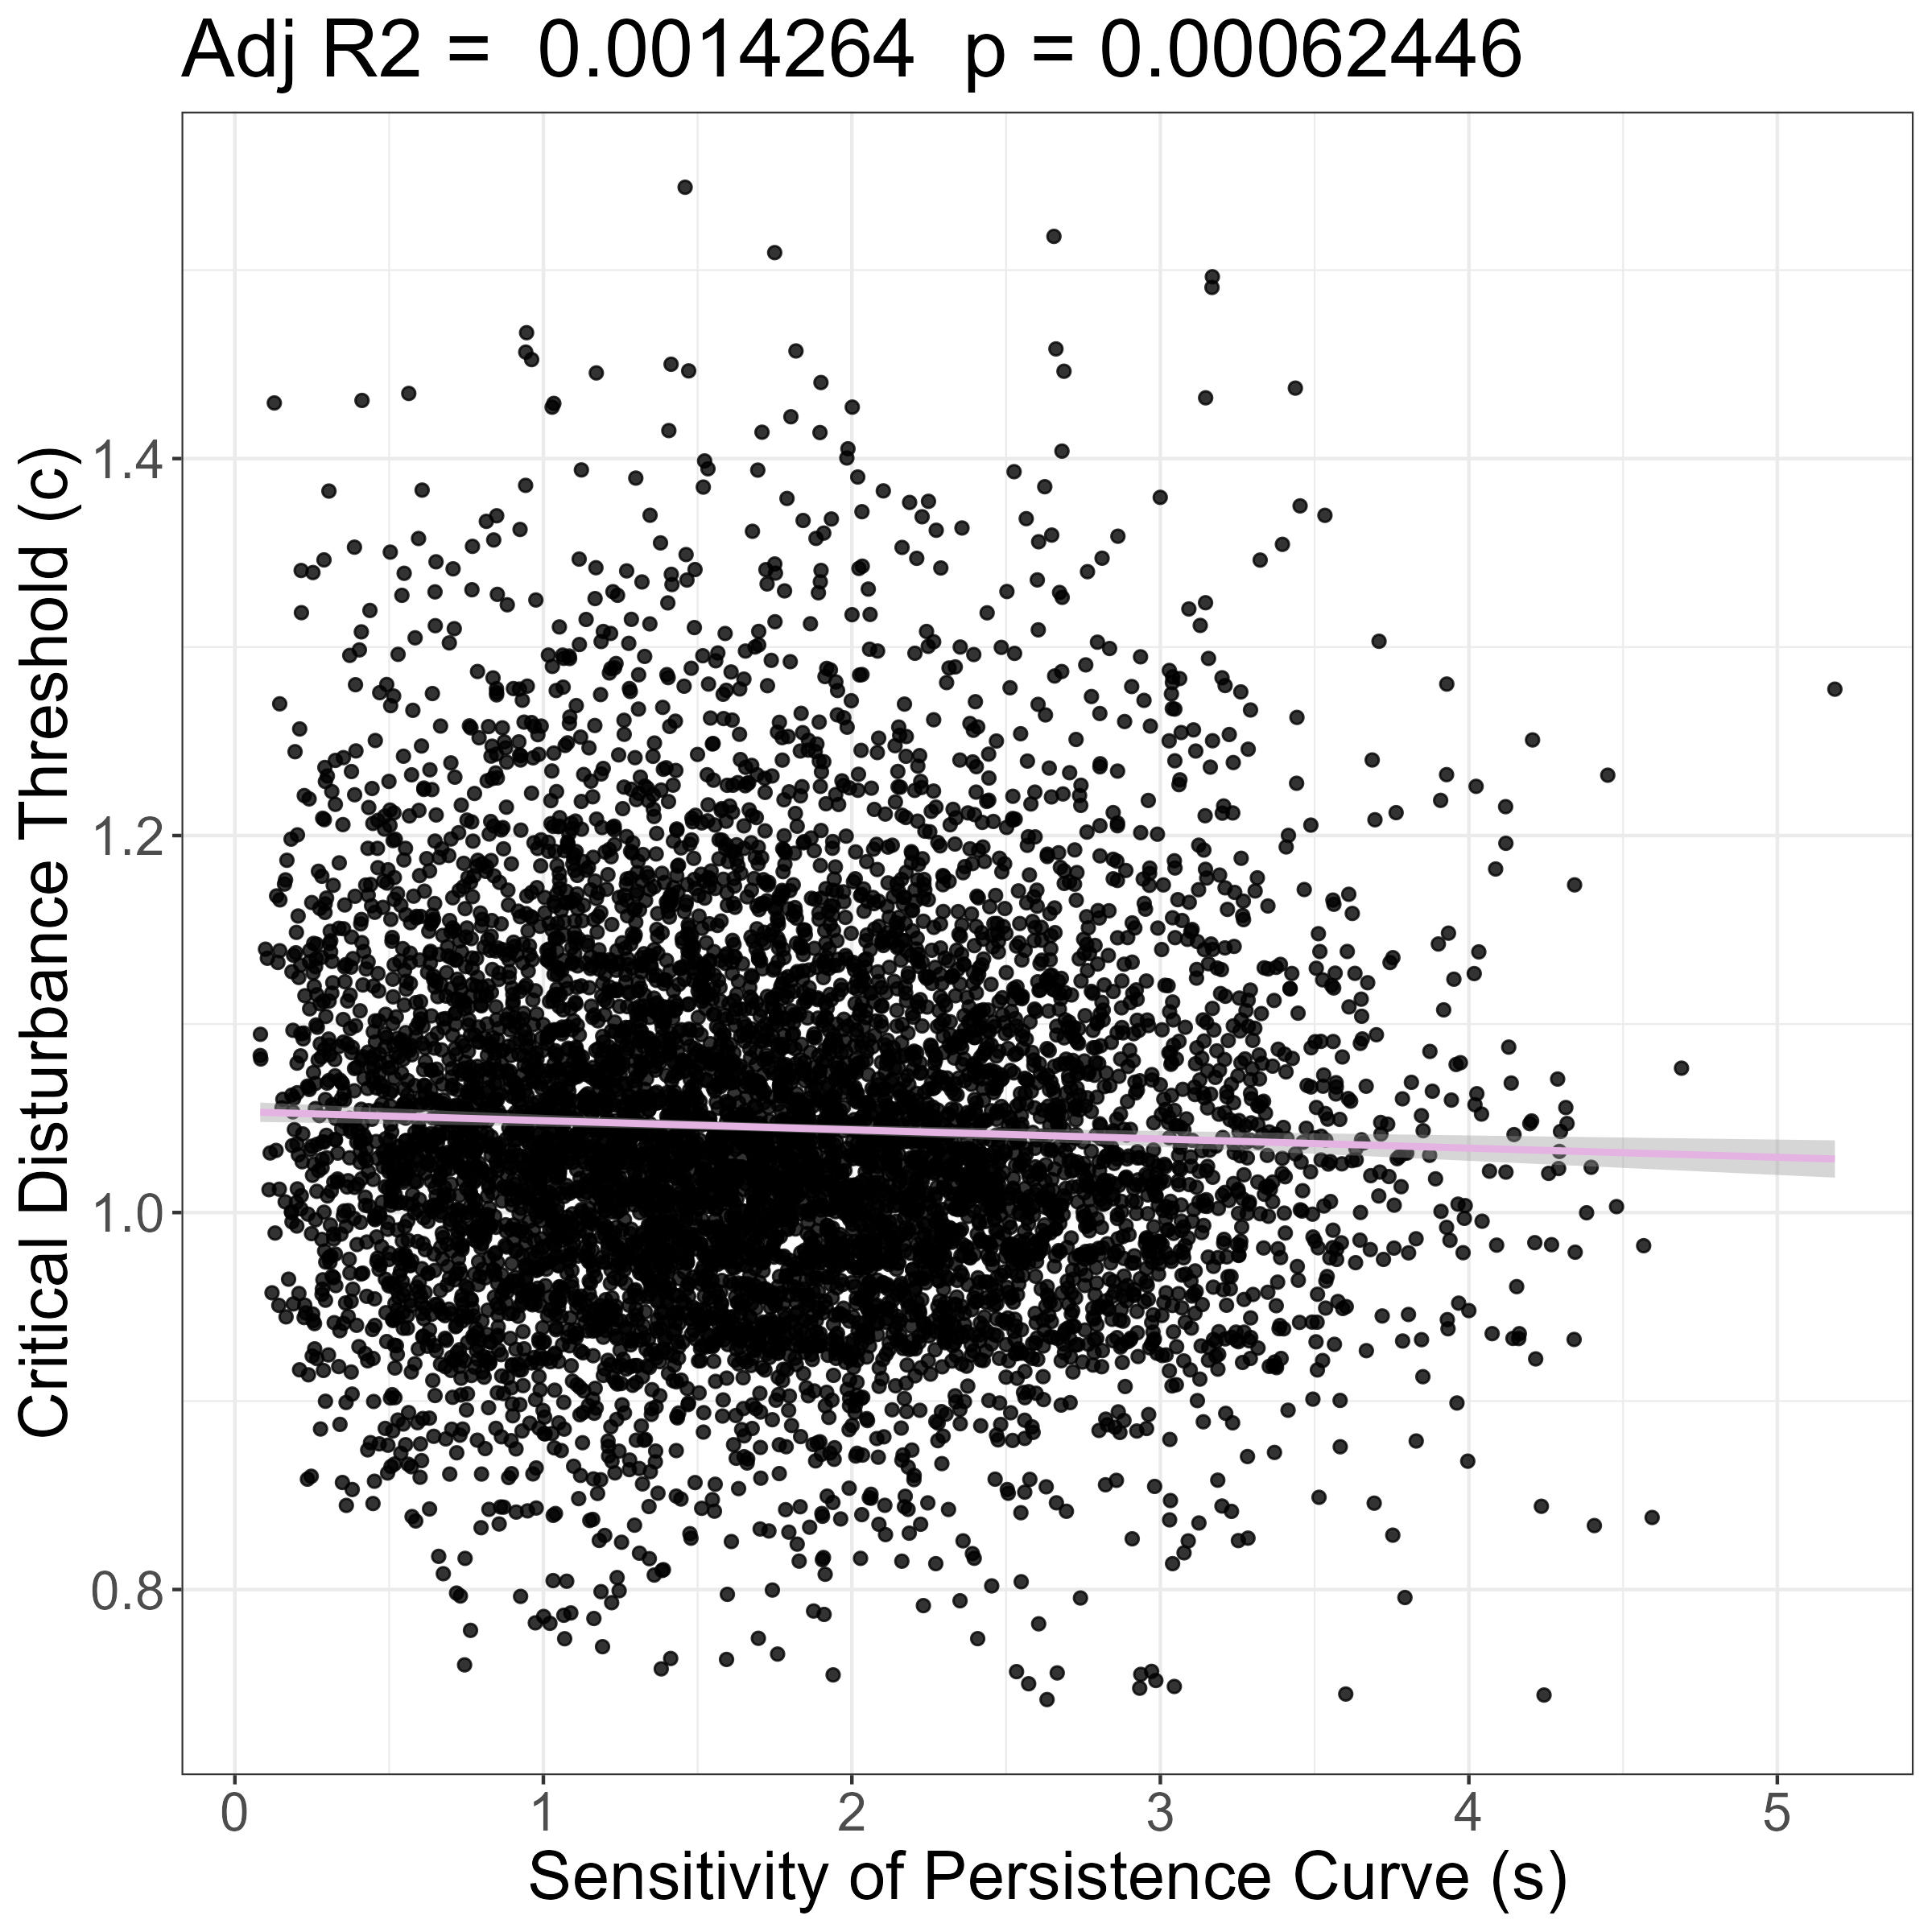 Adj R2 =  0.0014264  p = 0.00062446
Critical Disturbance Threshold (c)
1.4
1.2
1.0
0.8
0 1 2 3 4 5
Sensitivity of Persistence Curve (s)